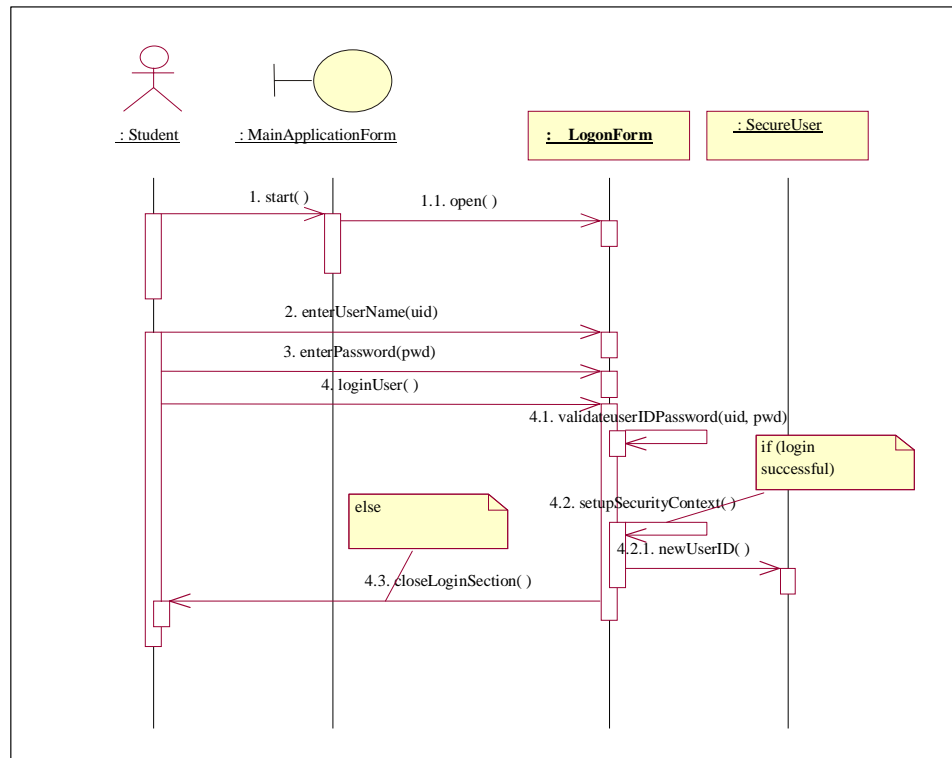 : Student
: MainApplicationForm
: LogonForm
: SecureUser
1. start( )
1.1. open( )
2. enterUserName(uid)
3. enterPassword(pwd)
4. loginUser( )
4.1. validateuserIDPassword(uid, pwd)
if (login
successful)
4.2. setupSecurityContext( )
else
4.2.1. newUserID( )
4.3. closeLoginSection( )